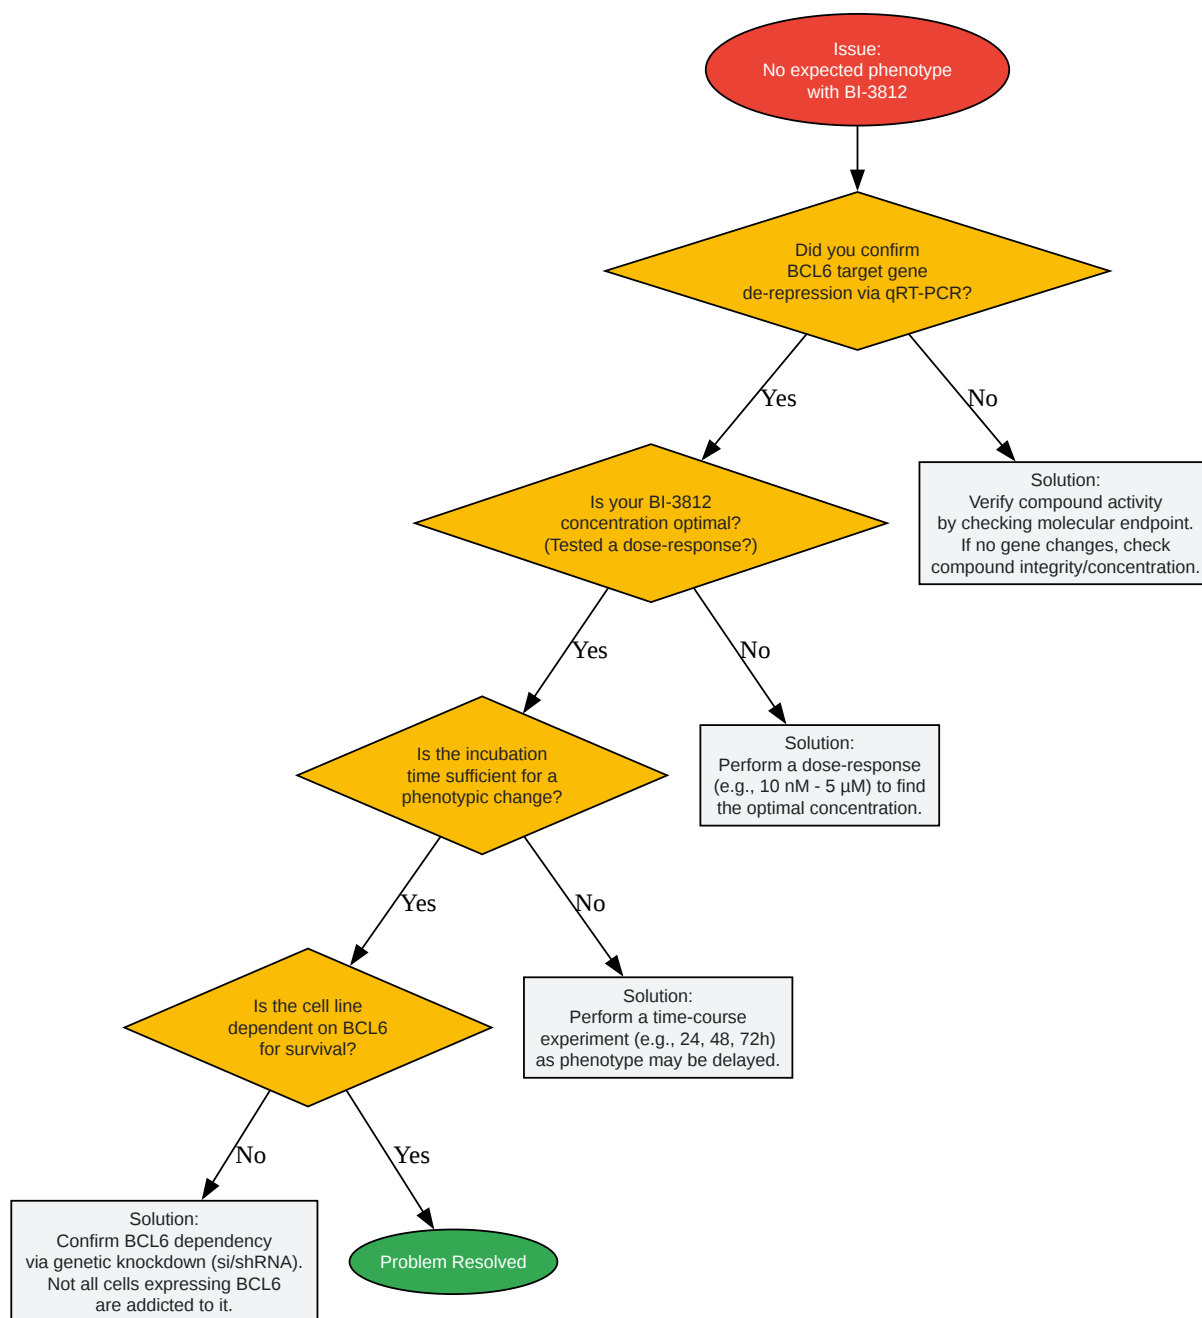 Issue:
No expected phenotype
with BI-3812
Did you confirm
BCL6 target gene
de-repression via qRT-PCR?
Yes
No
Is your BI-3812
concentration optimal?
(Tested a dose-response?)
Solution:
Verify compound activity
by checking molecular endpoint.
If no gene changes, check
compound integrity/concentration.
Yes
No
Is the incubation
time sufficient for a
phenotypic change?
Solution:
Perform a dose-response
(e.g., 10 nM - 5 µM) to find
the optimal concentration.
Yes
No
Is the cell line
dependent on BCL6
for survival?
Solution:
Perform a time-course
experiment (e.g., 24, 48, 72h)
as phenotype may be delayed.
No
Yes
Solution:
Confirm BCL6 dependency
via genetic knockdown (si/shRNA).
Not all cells expressing BCL6
are addicted to it.
Problem Resolved